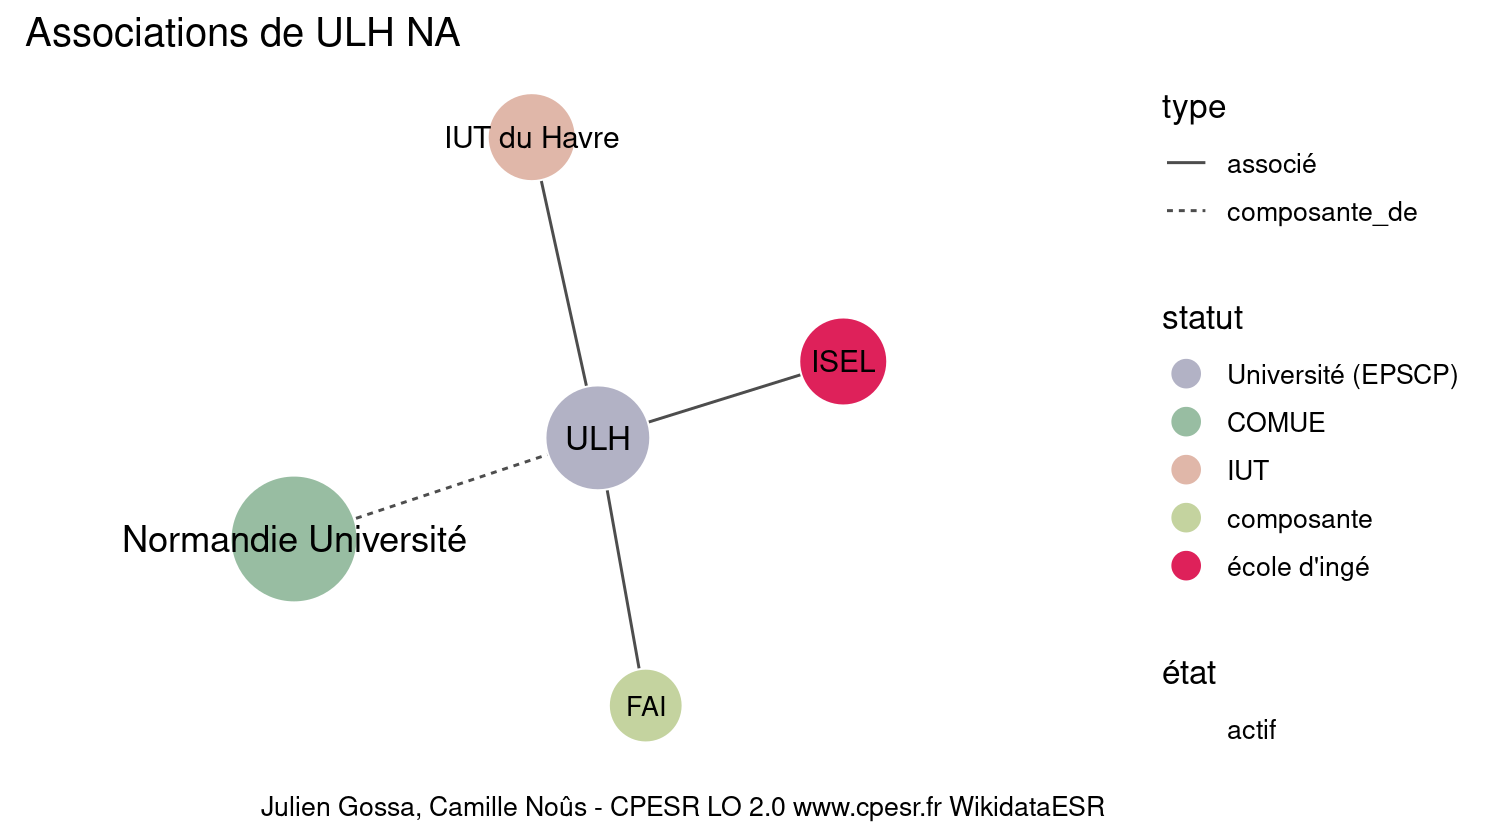 Associations de ULH NA
IUT du Havre
ISEL
ULH
Normandie Université
FAI
type
associé
composante_de
statut
Université (EPSCP)
COMUE
IUT
composante
école d'ingé
état
actif
Julien Gossa, Camille Noûs - CPESR LO 2.0 www.cpesr.fr WikidataESR